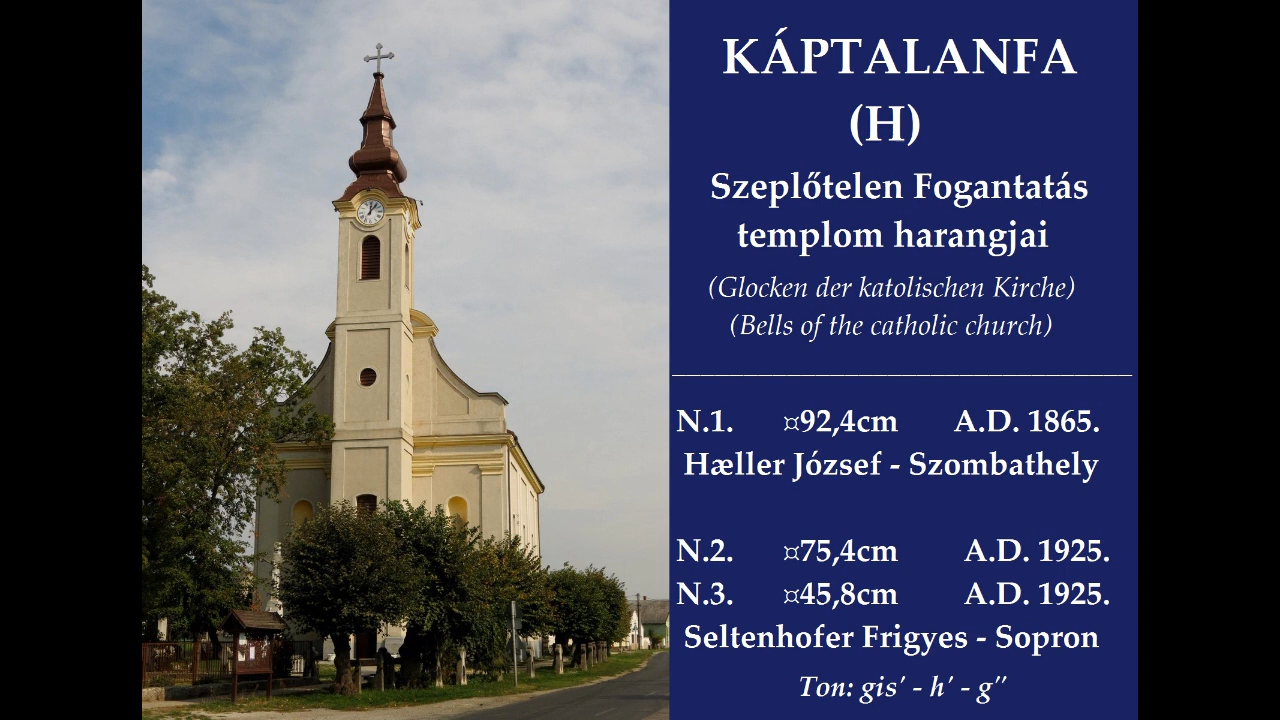 KÁPTALANFA
(H)
Szeplőtelen Fogantatás
templom harangjai
(Glocken der katolischen Kirche)
(Bells of the catholic church)
N.1. ¤92,4cm A.D. 1865.
Hæller József - Szombathely
N.2. ¤75,4cm A.D. 1925.
N.3. ¤45,8cm A.D. 1925.
Seltenhofer Frigyes - Sopron
Ton: gis' - h' - g"